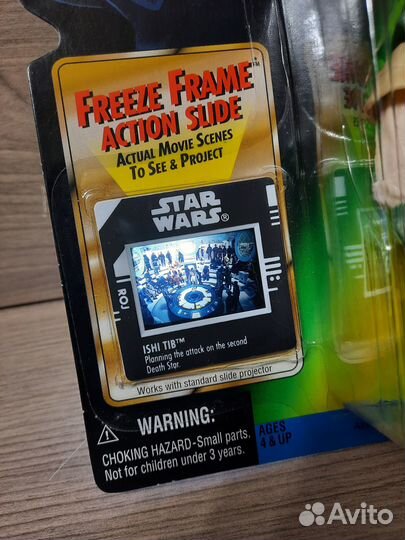 FREEZE FRAME™
ACTION SLIDE
ACTUAL MOVIE SCENES
TO SEE & PROJECT
STAR
WARS®
ISHI TIB™
Planning the attack on the second
Death Star.
Works with standard slide projector
WARNING:
CHOKING HAZARD-Small parts.
Not for children under 3 years.
AGES
4 & UP
Avito